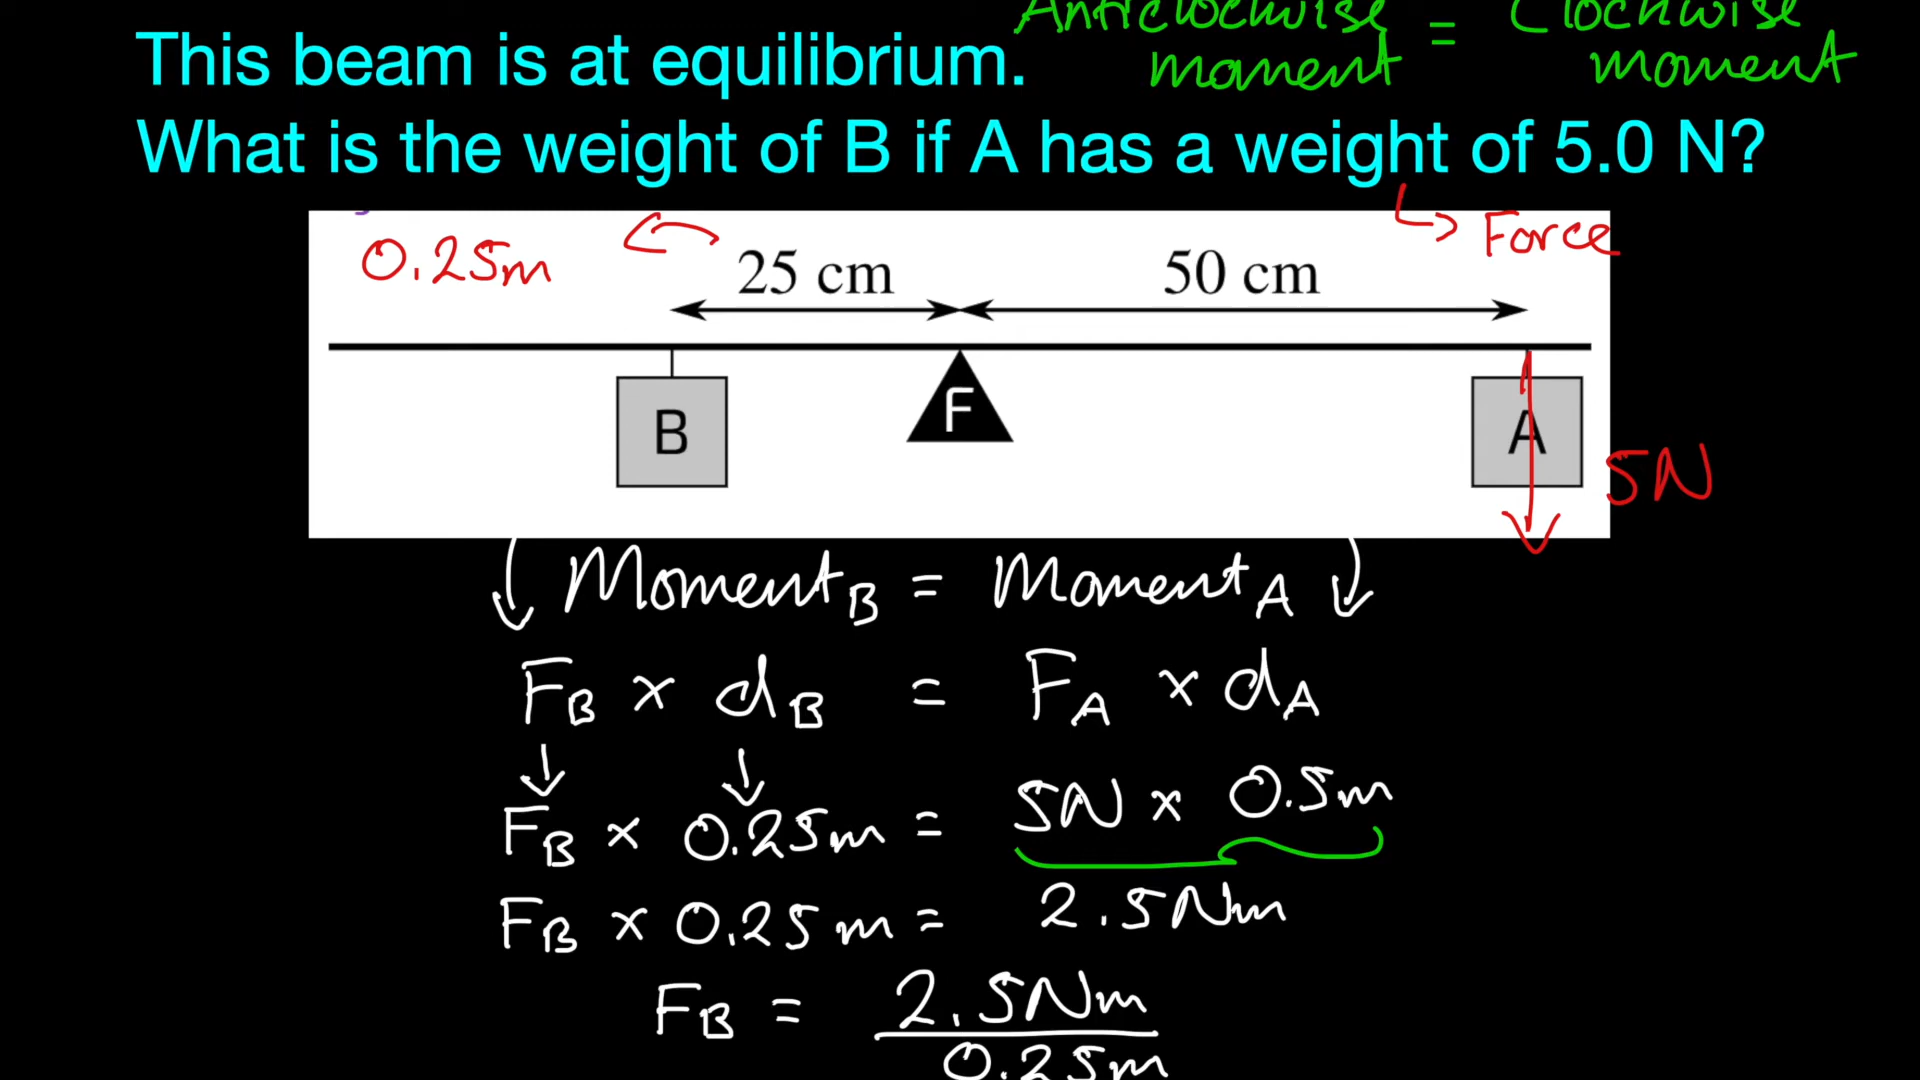 Anticlockwise moment = Clockwise moment
This beam is at equilibrium.
What is the weight of B if A has a weight of 5.0 N?
↳ Force
0.25m
25 cm
50 cm
B
F
A
5N
Moment_B = Moment_A
F_B × d_B = F_A × d_A
F_B × 0.25m = 5N × 0.5m
F_B × 0.25m = 2.5Nm
F_B = 2.5Nm
0.25m